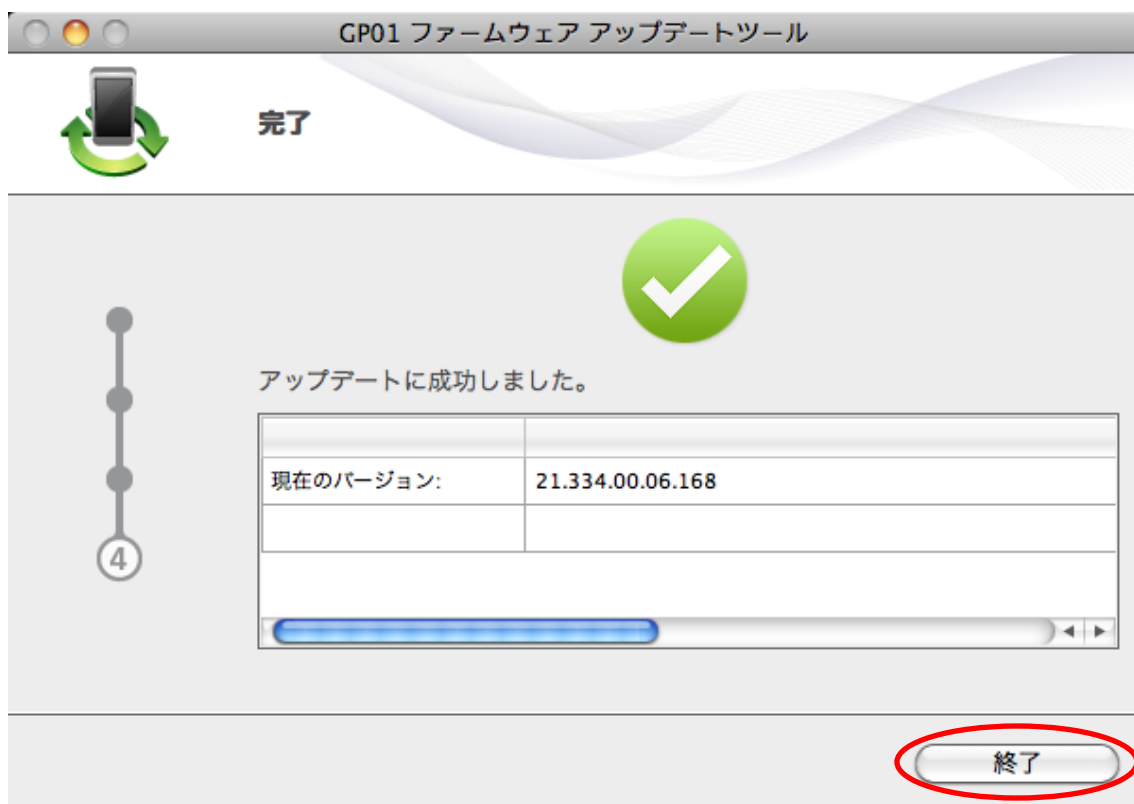 GP01 ファームウェア アップデートツール
完了
アップデートに成功しました。
現在のバージョン: 21.334.00.06.168
4
終了